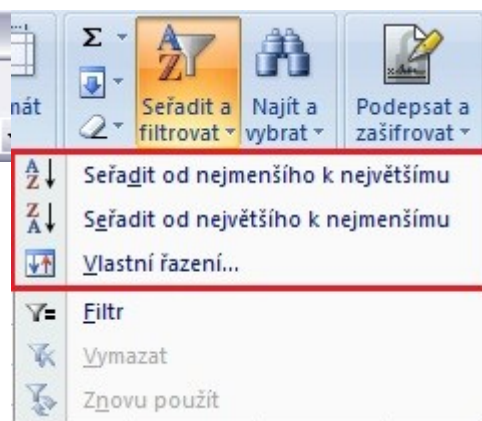 mát
Σ
Seřadit a
filtrovat
Najít a
vybrat
Podepsat a
zašifrovat
Seřadit od nejmenšího k největšímu
Seřadit od největšího k nejmenšímu
Vlastní řazení...
Filtr
Vymazat
Znovu použít